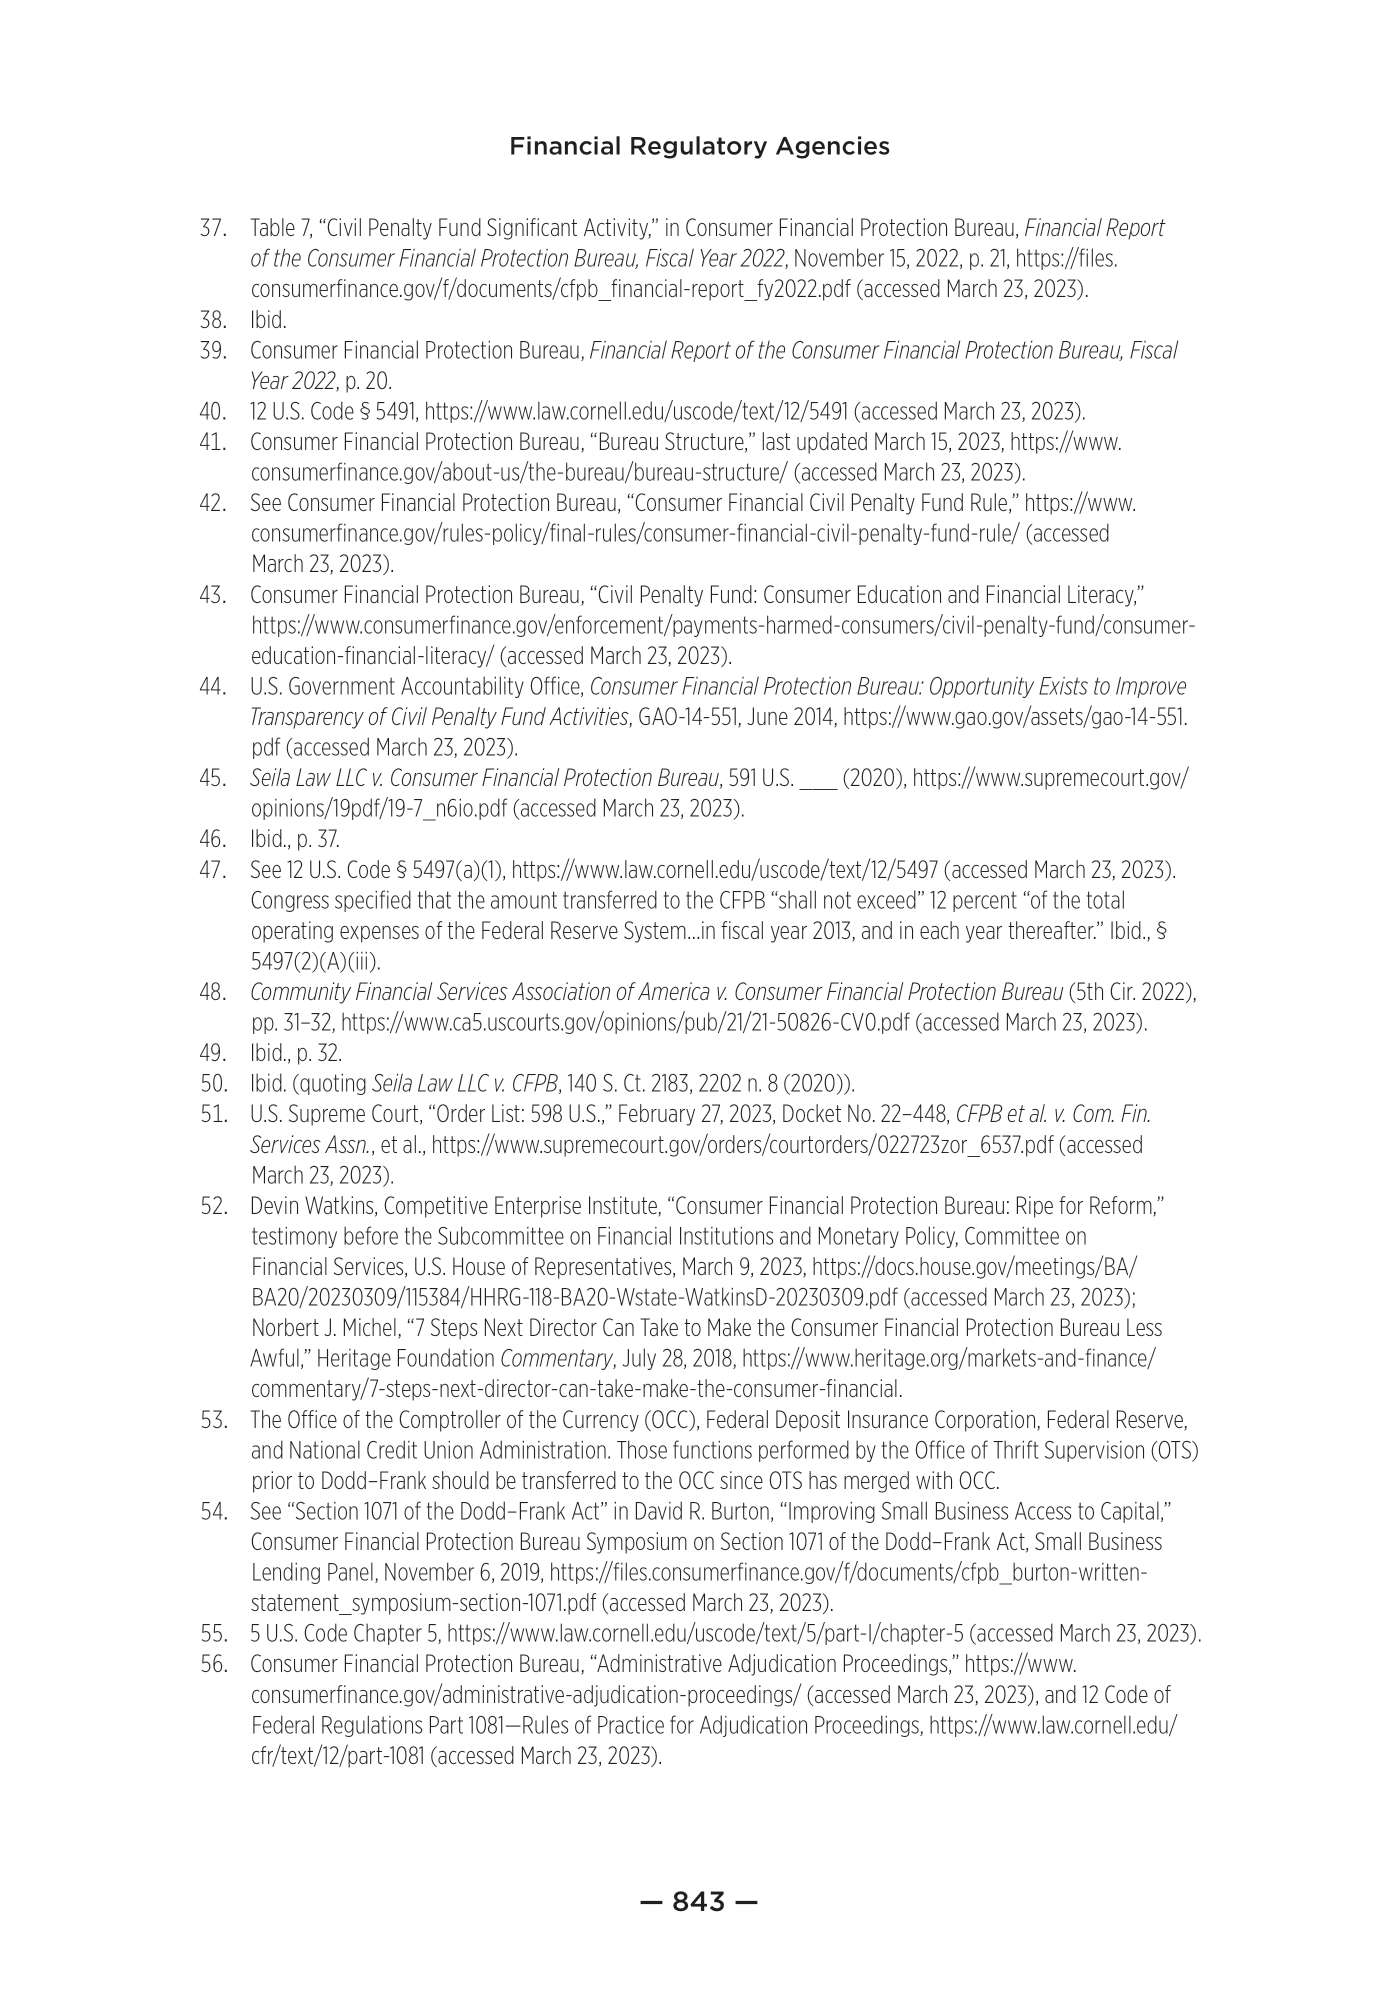 Financial Regulatory Agencies
37. Table 7, “Civil Penalty Fund Significant Activity,” in Consumer Financial Protection Bureau, Financial Report
of the Consumer Financial Protection Bureau, Fiscal Year 2022, November 15, 2022, p. 21, https://files.
consumerfinance.gov/f/documents/cfpb_financial-report_fy2022.pdf (accessed March 23, 2023).
38. Ibid.
39. Consumer Financial Protection Bureau, Financial Report of the Consumer Financial Protection Bureau, Fiscal
Year 2022, p. 20.
40. 12 U.S. Code § 5491, https://www.law.cornell.edu/uscode/text/12/5491 (accessed March 23, 2023).
41. Consumer Financial Protection Bureau, “Bureau Structure,” last updated March 15, 2023, https://www.
consumerfinance.gov/about-us/the-bureau/bureau-structure/ (accessed March 23, 2023).
42. See Consumer Financial Protection Bureau, “Consumer Financial Civil Penalty Fund Rule,” https://www.
consumerfinance.gov/rules-policy/final-rules/consumer-financial-civil-penalty-fund-rule/ (accessed
March 23, 2023).
43. Consumer Financial Protection Bureau, “Civil Penalty Fund: Consumer Education and Financial Literacy,”
https://www.consumerfinance.gov/enforcement/payments-harmed-consumers/civil-penalty-fund/consumer-
education-financial-literacy/ (accessed March 23, 2023).
44. U.S. Government Accountability Office, Consumer Financial Protection Bureau: Opportunity Exists to Improve
Transparency of Civil Penalty Fund Activities, GAO-14-551, June 2014, https://www.gao.gov/assets/gao-14-551.
pdf (accessed March 23, 2023).
45. Seila Law LLC v. Consumer Financial Protection Bureau, 591 U.S. ___ (2020), https://www.supremecourt.gov/
opinions/19pdf/19-7_n6io.pdf (accessed March 23, 2023).
46. Ibid., p. 37.
47. See 12 U.S. Code § 5497(a)(1), https://www.law.cornell.edu/uscode/text/12/5497 (accessed March 23, 2023).
Congress specified that the amount transferred to the CFPB “shall not exceed” 12 percent “of the total
operating expenses of the Federal Reserve System…in fiscal year 2013, and in each year thereafter.” Ibid., §
5497(2)(A)(iii).
48. Community Financial Services Association of America v. Consumer Financial Protection Bureau (5th Cir. 2022),
pp. 31–32, https://www.ca5.uscourts.gov/opinions/pub/21/21-50826-CV0.pdf (accessed March 23, 2023).
49. Ibid., p. 32.
50. Ibid. (quoting Seila Law LLC v. CFPB, 140 S. Ct. 2183, 2202 n. 8 (2020)).
51. U.S. Supreme Court, “Order List: 598 U.S.,” February 27, 2023, Docket No. 22–448, CFPB et al. v. Com. Fin.
Services Assn., et al., https://www.supremecourt.gov/orders/courtorders/022723zor_6537.pdf (accessed
March 23, 2023).
52. Devin Watkins, Competitive Enterprise Institute, “Consumer Financial Protection Bureau: Ripe for Reform,”
testimony before the Subcommittee on Financial Institutions and Monetary Policy, Committee on
Financial Services, U.S. House of Representatives, March 9, 2023, https://docs.house.gov/meetings/BA/
BA20/20230309/115384/HHRG-118-BA20-Wstate-WatkinsD-20230309.pdf (accessed March 23, 2023);
Norbert J. Michel, “7 Steps Next Director Can Take to Make the Consumer Financial Protection Bureau Less
Awful,” Heritage Foundation Commentary, July 28, 2018, https://www.heritage.org/markets-and-finance/
commentary/7-steps-next-director-can-take-make-the-consumer-financial.
53. The Office of the Comptroller of the Currency (OCC), Federal Deposit Insurance Corporation, Federal Reserve,
and National Credit Union Administration. Those functions performed by the Office of Thrift Supervision (OTS)
prior to Dodd–Frank should be transferred to the OCC since OTS has merged with OCC.
54. See “Section 1071 of the Dodd–Frank Act” in David R. Burton, “Improving Small Business Access to Capital,”
Consumer Financial Protection Bureau Symposium on Section 1071 of the Dodd–Frank Act, Small Business
Lending Panel, November 6, 2019, https://files.consumerfinance.gov/f/documents/cfpb_burton-written-
statement_symposium-section-1071.pdf (accessed March 23, 2023).
55. 5 U.S. Code Chapter 5, https://www.law.cornell.edu/uscode/text/5/part-I/chapter-5 (accessed March 23, 2023).
56. Consumer Financial Protection Bureau, “Administrative Adjudication Proceedings,” https://www.
consumerfinance.gov/administrative-adjudication-proceedings/ (accessed March 23, 2023), and 12 Code of
Federal Regulations Part 1081—Rules of Practice for Adjudication Proceedings, https://www.law.cornell.edu/
cfr/text/12/part-1081 (accessed March 23, 2023).
— 843 —